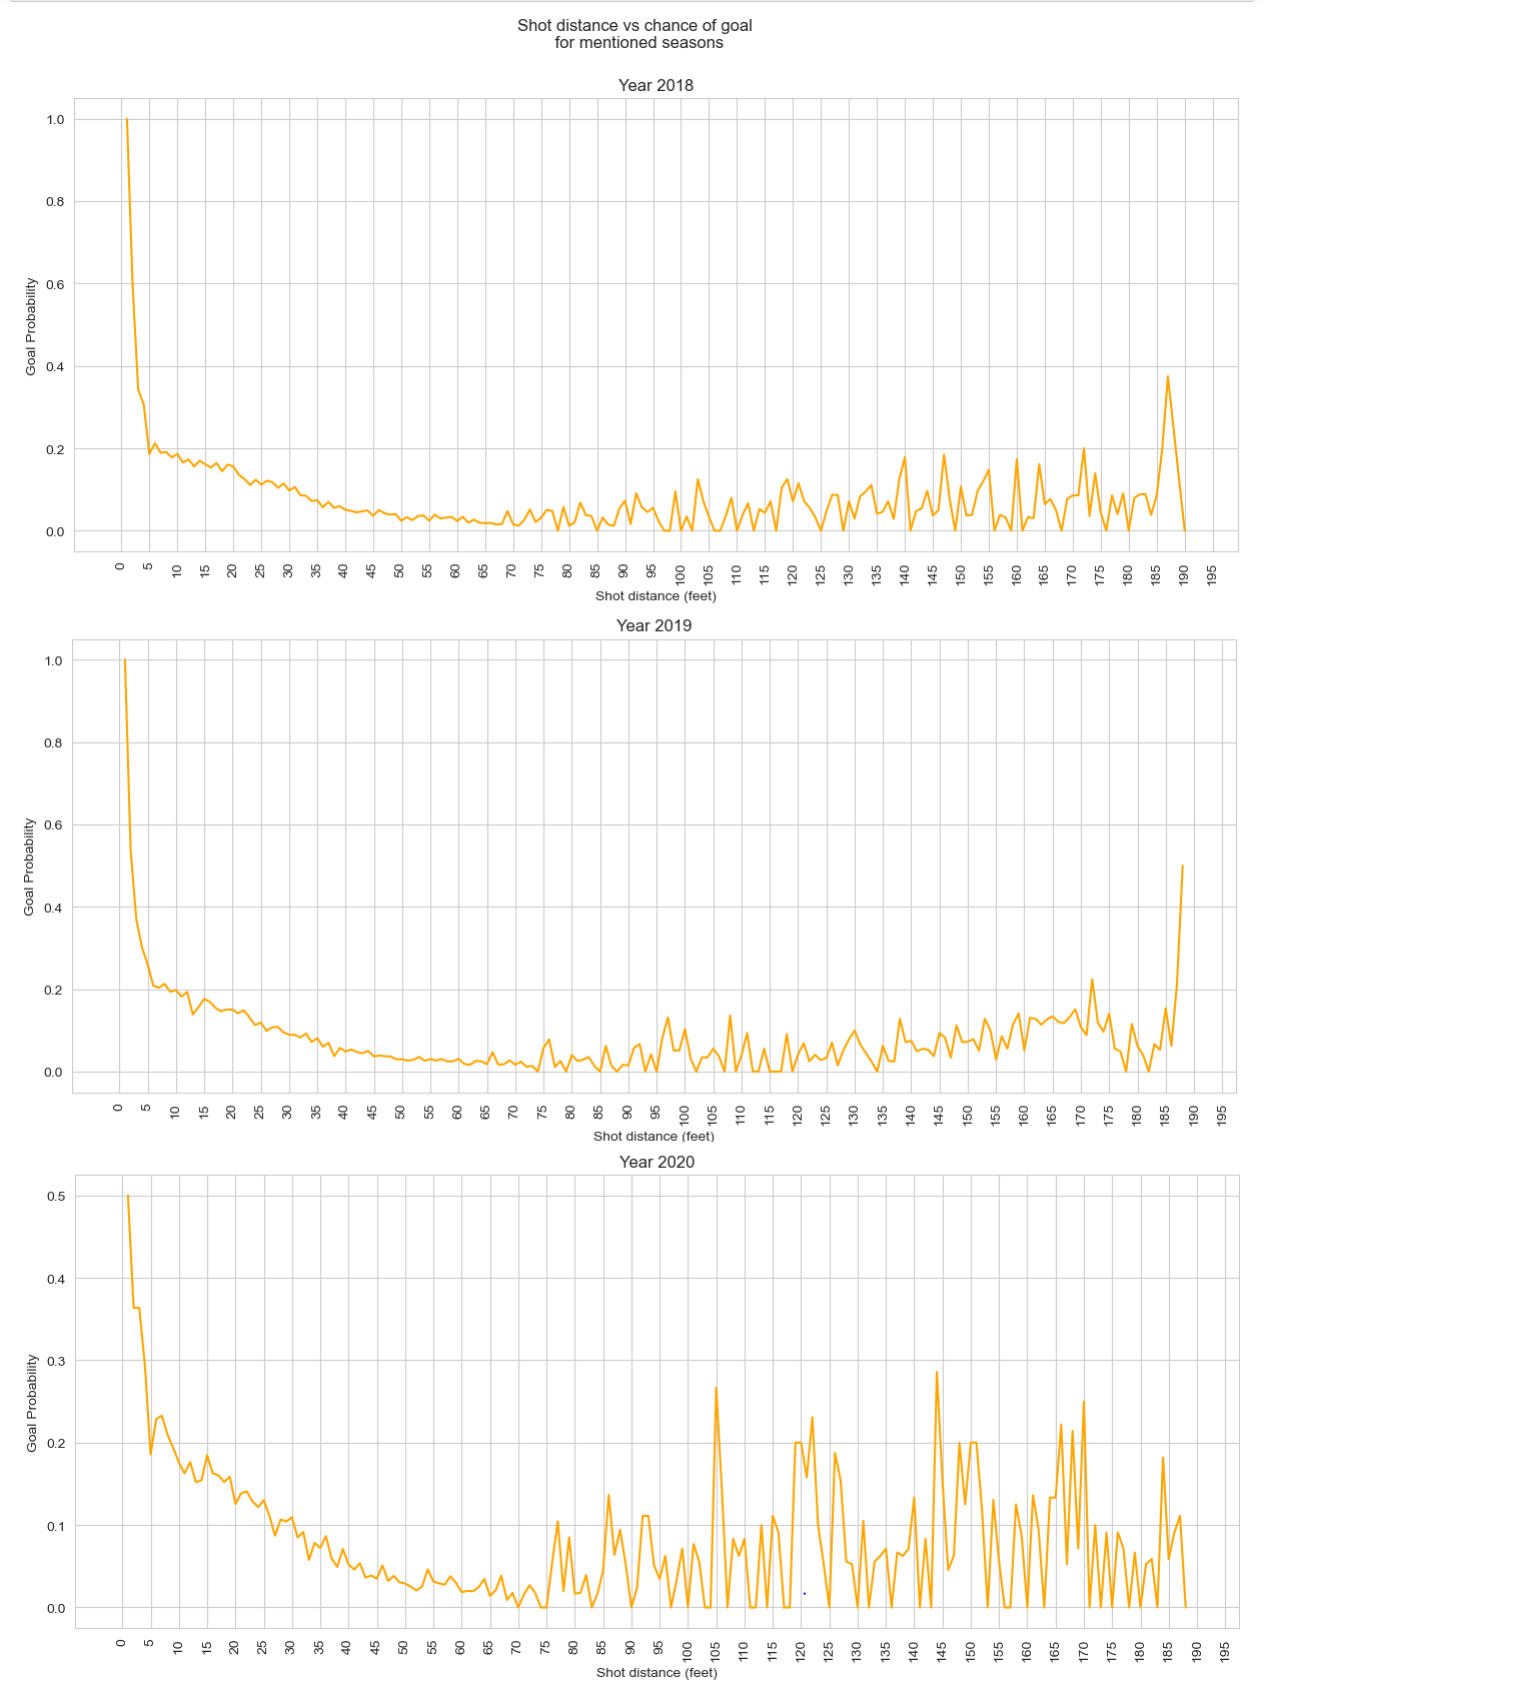 Shot distance vs chance of goal
for mentioned seasons
Year 2018
1.0
0.8
0.6
0.4
0.2
0.0
Goal Probability
0 5 10 15 20 25 30 35 40 45 50 55 60 65 70 75 80 85 90 95 100 105 110 115 120 125 130 135 140 145 150 155 160 165 170 175 180 185 190 195
Shot distance (feet)
Year 2019
1.0
0.8
0.6
0.4
0.2
0.0
Goal Probability
0 5 10 15 20 25 30 35 40 45 50 55 60 65 70 75 80 85 90 95 100 105 110 115 120 125 130 135 140 145 150 155 160 165 170 175 180 185 190 195
Shot distance (feet)
Year 2020
0.5
0.4
0.3
0.2
0.1
0.0
Goal Probability
0 5 10 15 20 25 30 35 40 45 50 55 60 65 70 75 80 85 90 95 100 105 110 115 120 125 130 135 140 145 150 155 160 165 170 175 180 185 190 195
Shot distance (feet)